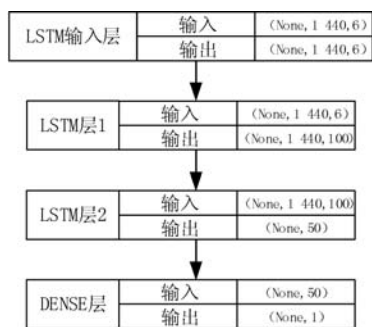 LSTM输入层
输入
(None,1 440,6)
输出
(None,1 440,6)
LSTM层1
输入
(None,1 440,6)
输出
(None,1 440,100)
LSTM层2
输入
(None,1 440,100)
输出
(None,50)
DENSE层
输入
(None,50)
输出
(None,1)